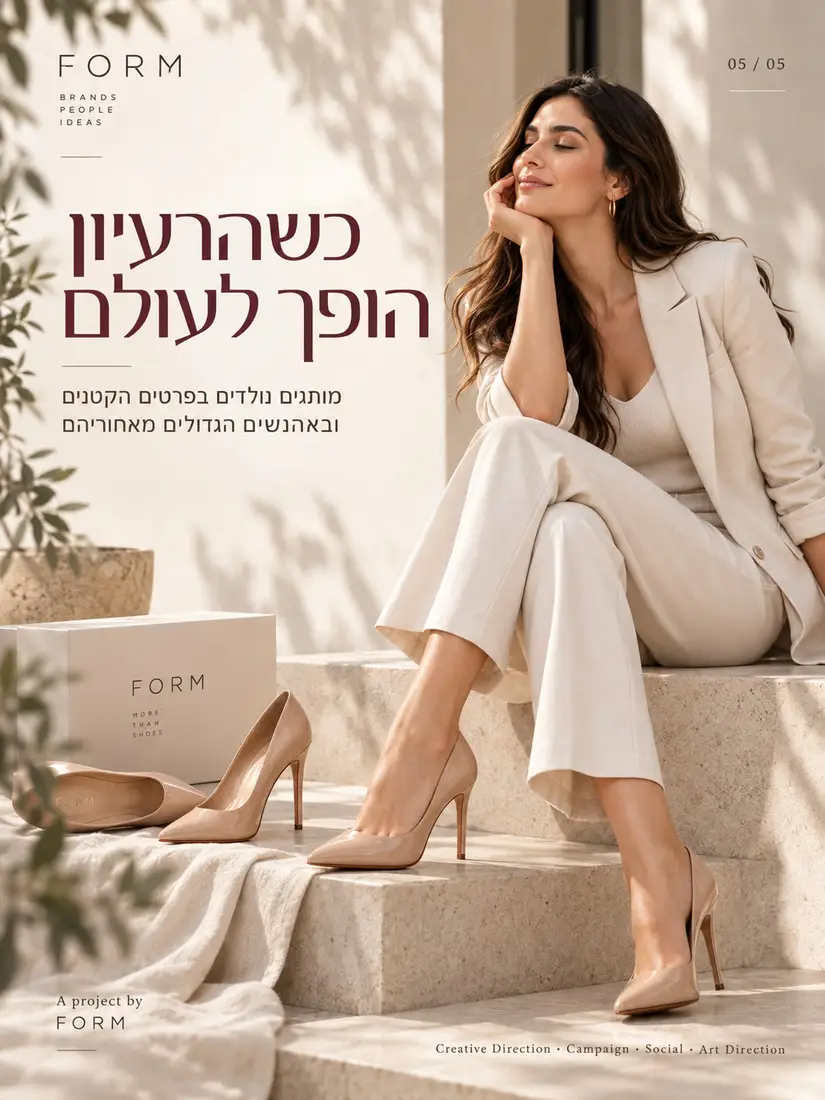 FORM
BRANDS
PEOPLE
IDEAS
05 / 05
כשהרעיון
הופך לעולם
מותגים נולדים בפרטים הקטנים
ובאהנשים הגדולים מאחוריהם
FORM
MORE
THAN
SHOES
FORM
A project by
FORM
Creative Direction · Campaign · Social · Art Direction